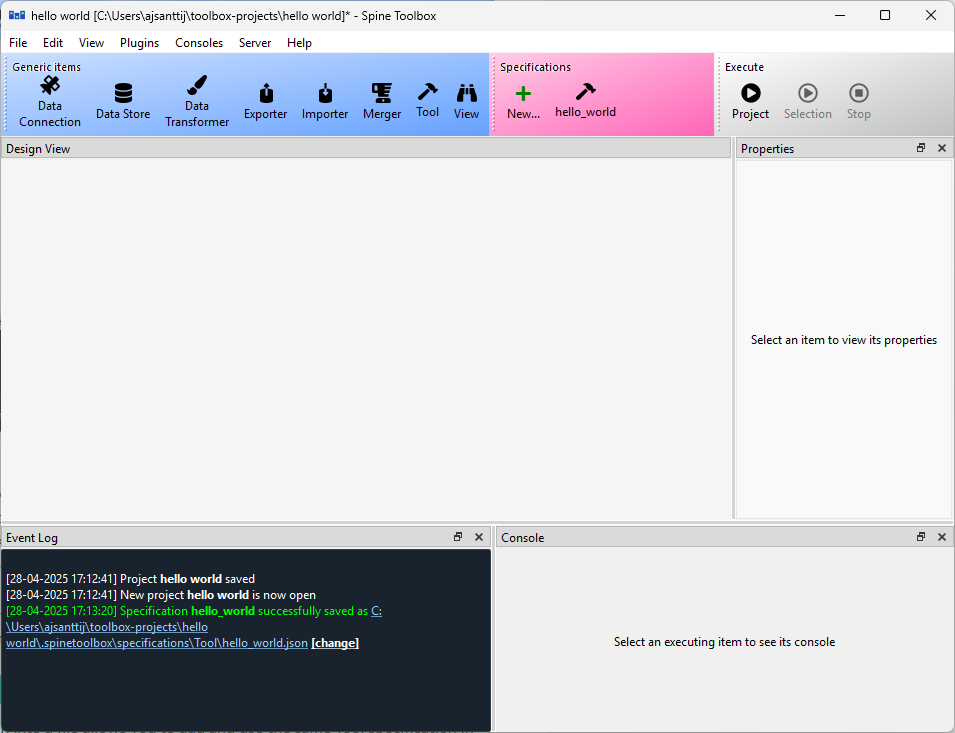 hello world [C:\Users\ajsanttij\toolbox-projects\hello world]* - Spine Toolbox
File Edit View Plugins Consoles Server Help
Generic items
Data Connection
Data Store
Data Transformer
Exporter
Importer
Merger
Tool
View
Specifications
New...
hello_world
Execute
Project
Selection
Stop
Design View
Properties
Select an item to view its properties
Event Log
[28-04-2025 17:12:41] Project hello world saved
[28-04-2025 17:12:41] New project hello world is now open
[28-04-2025 17:13:20] Specification hello_world successfully saved as C:
\Users\ajsanttij\toolbox-projects\hello
world\.spinetoolbox\specifications\Tool\hello_world.json [change]
Console
Select an executing item to see its console